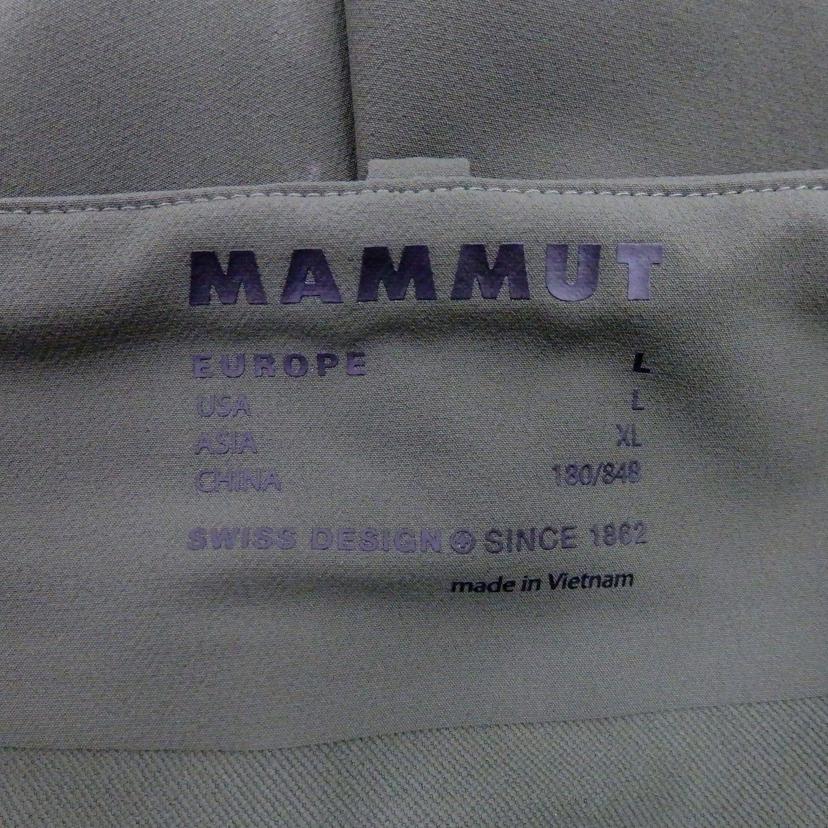 MAMMUT
EUROPE L
USA L
ASIA XL
CHINA 180/84B
SWISS DESIGN SINCE 1862
made in Vietnam